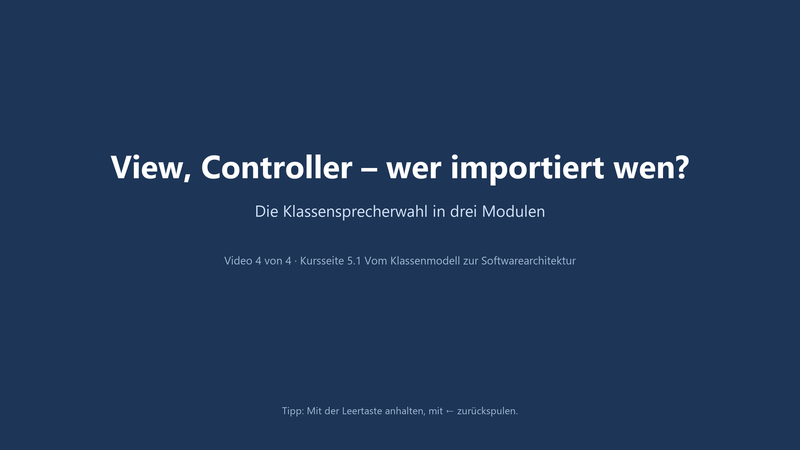 View, Controller – wer importiert wen?
Die Klassensprecherwahl in drei Modulen
Video 4 von 4 · Kursseite 5.1 Vom Klassenmodell zur Softwarearchitektur
Tipp: Mit der Leertaste anhalten, mit ← zurückspulen.